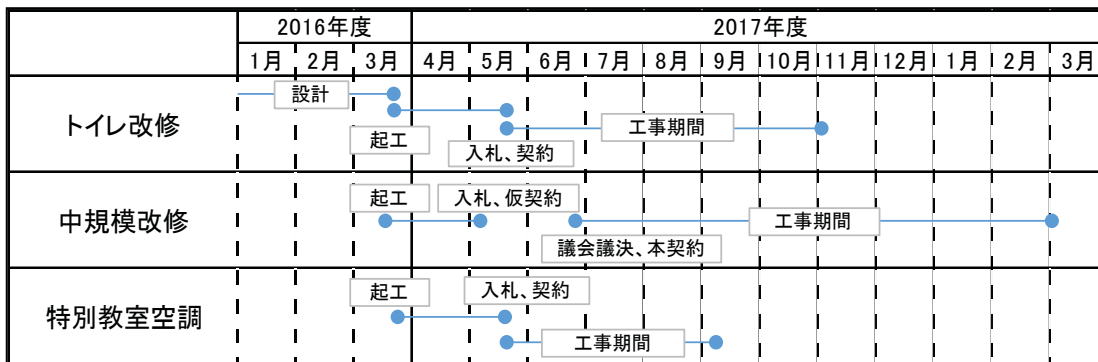 2016年度 2017年度
1月 2月 3月 4月 5月 6月 7月 8月 9月 10月 11月 12月 1月 2月 3月
トイレ改修
設計
起工
入札、契約
工事期間
中規模改修
起工
入札、仮契約
議会議決、本契約
工事期間
特別教室空調
起工
入札、契約
工事期間